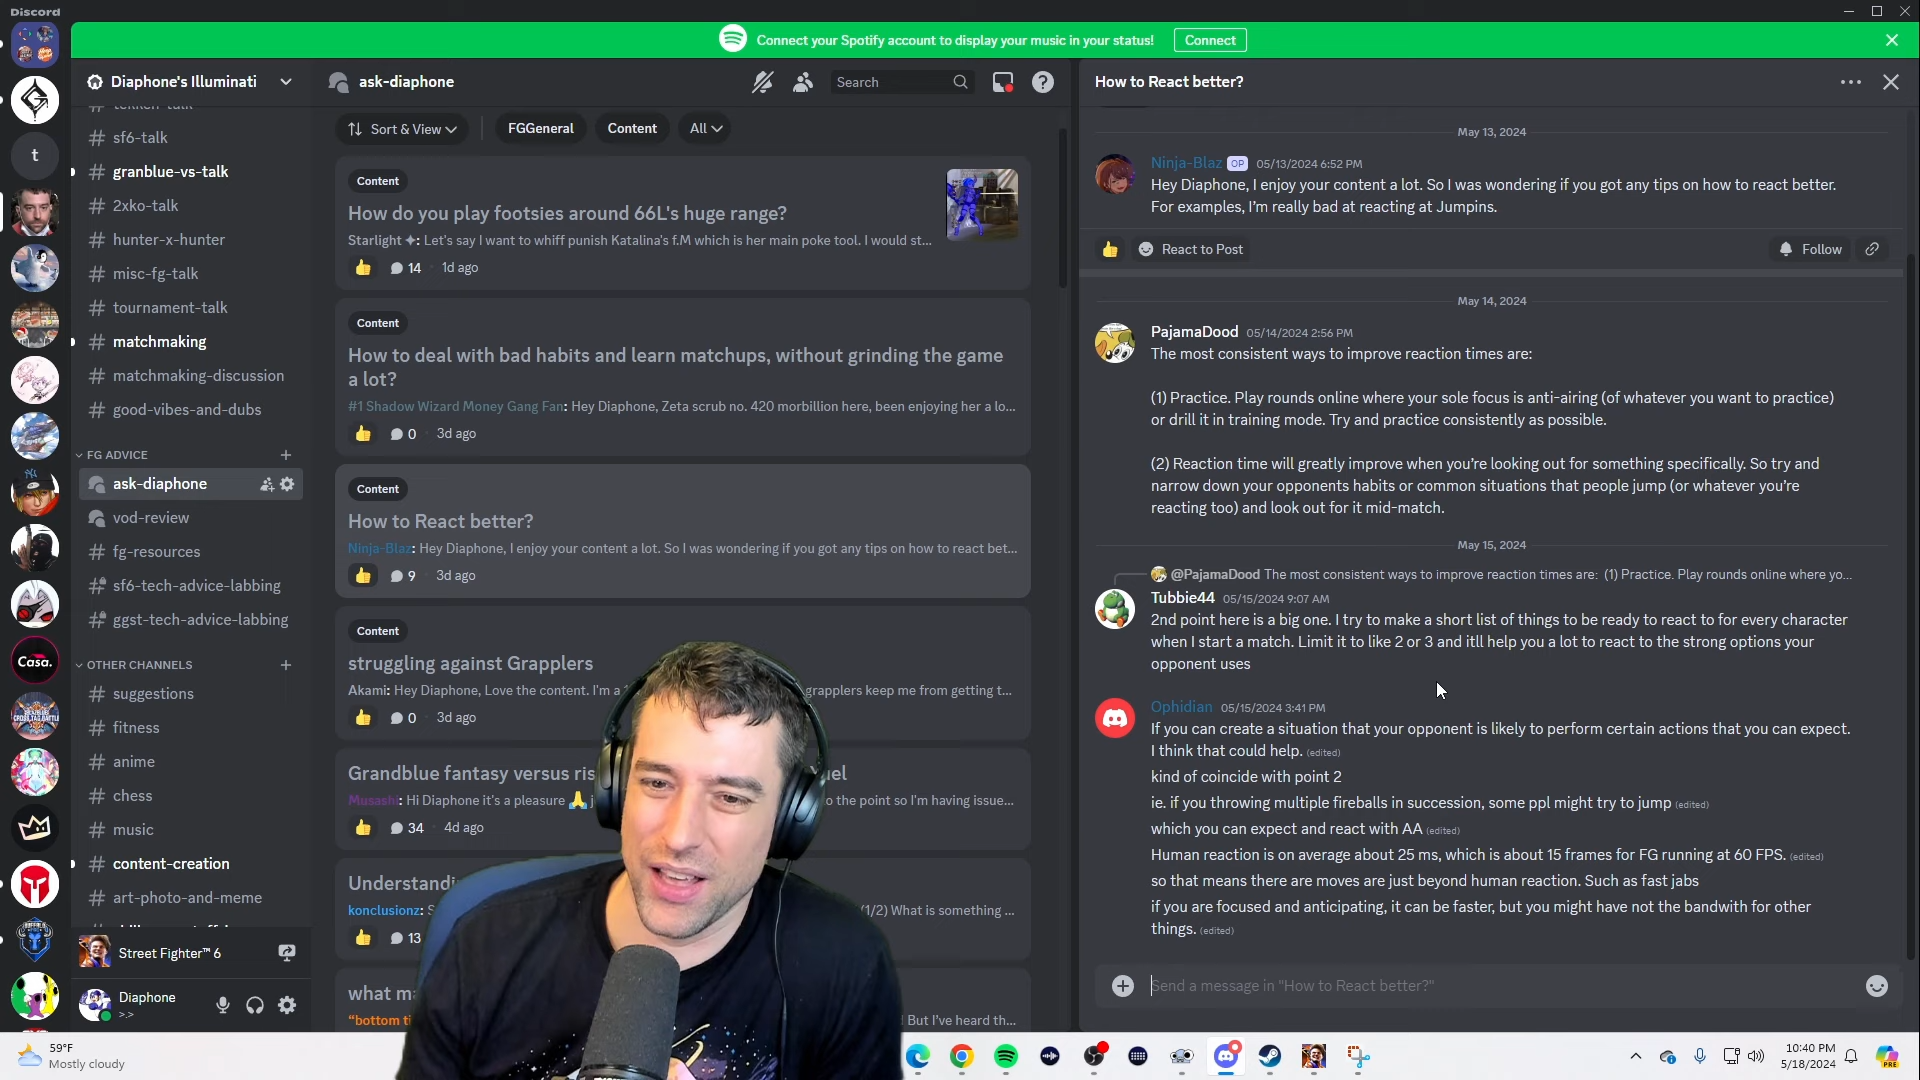 Discord
Connect your Spotify account to display your music in your status!
Connect
Diaphone's Illuminati
# tekken-talk
# sf6-talk
# granblue-vs-talk
# 2xko-talk
# hunter-x-hunter
# misc-fg-talk
# tournament-talk
# matchmaking
# matchmaking-discussion
# good-vibes-and-dubs
FG ADVICE
ask-diaphone
vod-review
# fg-resources
# sf6-tech-advice-labbing
# ggst-tech-advice-labbing
OTHER CHANNELS
# suggestions
# fitness
# anime
# chess
# music
# content-creation
# art-photo-and-meme
Street Fighter™ 6
Diaphone
>.>
t
Casa.
ask-diaphone
Search
Sort & View
FGGeneral
Content
All
Content
How do you play footsies around 66L's huge range?
Starlight ✦: Let's say I want to whiff punish Katalina's f.M which is her main poke tool. I would st...
👍 14 · 1d ago
Content
How to deal with bad habits and learn matchups, without grinding the game
a lot?
#1 Shadow Wizard Money Gang Fan: Hey Diaphone, Zeta scrub no. 420 morbillion here, been enjoying her a lo...
👍 0 · 3d ago
Content
How to React better?
Ninja-Blaz: Hey Diaphone, I enjoy your content a lot. So I was wondering if you got any tips on how to react bet...
👍 9 · 3d ago
Content
struggling against Grapplers
Akami: Hey Diaphone, Love the content. I'm a grapplers keep me from getting t...
👍 0 · 3d ago
Grandblue fantasy versus ris uel
Musashi: Hi Diaphone it's a pleasure 🙏 o the point so I'm having issue...
👍 34 · 4d ago
Understandi
konclusionz: (1/2) What is something ...
👍 13
what ma
"bottom ti But I've heard th...
How to React better?
May 13, 2024
Ninja-Blaz OP 05/13/2024 6:52 PM
Hey Diaphone, I enjoy your content a lot. So I was wondering if you got any tips on how to react better.
For examples, I'm really bad at reacting at Jumpins.
👍 React to Post
Follow
May 14, 2024
PajamaDood 05/14/2024 2:56 PM
The most consistent ways to improve reaction times are:
(1) Practice. Play rounds online where your sole focus is anti-airing (of whatever you want to practice)
or drill it in training mode. Try and practice consistently as possible.
(2) Reaction time will greatly improve when you're looking out for something specifically. So try and
narrow down your opponents habits or common situations that people jump (or whatever you're
reacting too) and look out for it mid-match.
May 15, 2024
@PajamaDood The most consistent ways to improve reaction times are: (1) Practice. Play rounds online where yo...
Tubbie44 05/15/2024 9:07 AM
2nd point here is a big one. I try to make a short list of things to be ready to react to for every character
when I start a match. Limit it to like 2 or 3 and itll help you a lot to react to the strong options your
opponent uses
Ophidian 05/15/2024 3:41 PM
If you can create a situation that your opponent is likely to perform certain actions that you can expect.
I think that could help. (edited)
kind of coincide with point 2
ie. if you throwing multiple fireballs in succession, some ppl might try to jump (edited)
which you can expect and react with AA (edited)
Human reaction is on average about 25 ms, which is about 15 frames for FG running at 60 FPS. (edited)
so that means there are moves are just beyond human reaction. Such as fast jabs
if you are focused and anticipating, it can be faster, but you might have not the bandwith for other
things. (edited)
Send a message in "How to React better?"
59°F
Mostly cloudy
10:40 PM
5/18/2024
PRE